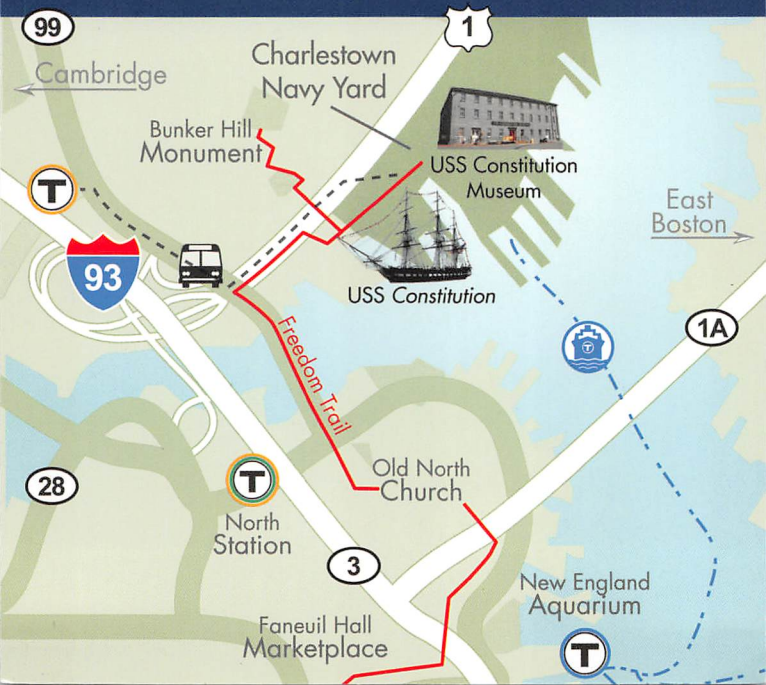 99
1
Cambridge
Charlestown
Navy Yard
Bunker Hill
Monument
USS Constitution
Museum
T
East
Boston
93
USS Constitution
1A
T
Freedom Trail
28
T
Old North
Church
North
Station
3
New England
Aquarium
Faneuil Hall
Marketplace
T